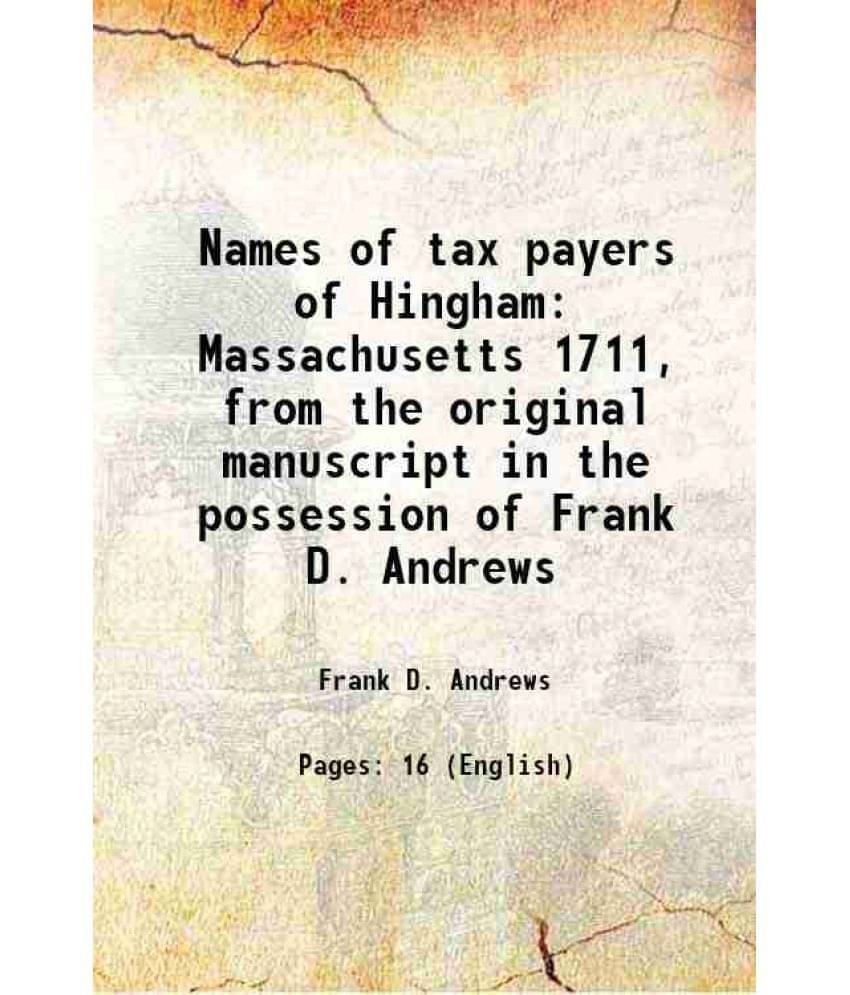 Names of tax payers
of Hingham:
Massachusetts 1711,
from the original
manuscript in the
possession of Frank
D. Andrews
Frank D. Andrews
Pages: 16 (English)